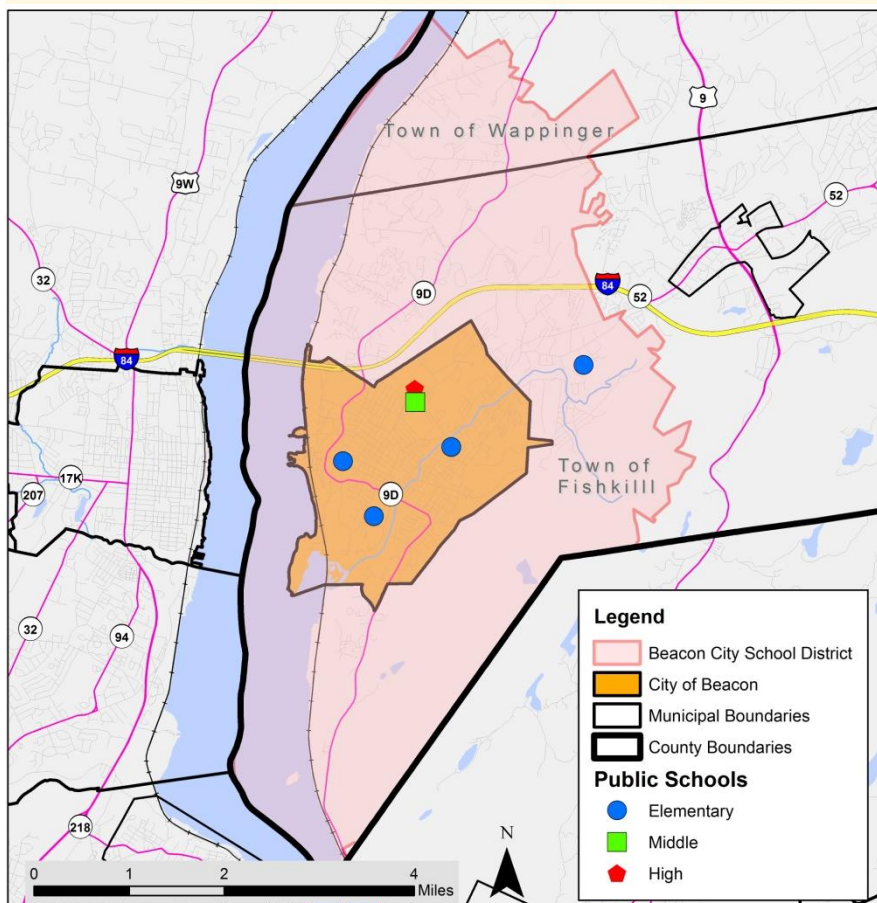 Town of Wappinger
9
9W
52
32
9D
84
52
84
17K
207
9D
Town of
Fishkilll
32
94
218
Legend
Beacon City School District
City of Beacon
Municipal Boundaries
County Boundaries
Public Schools
Elementary
Middle
High
N
0 1 2 4
Miles